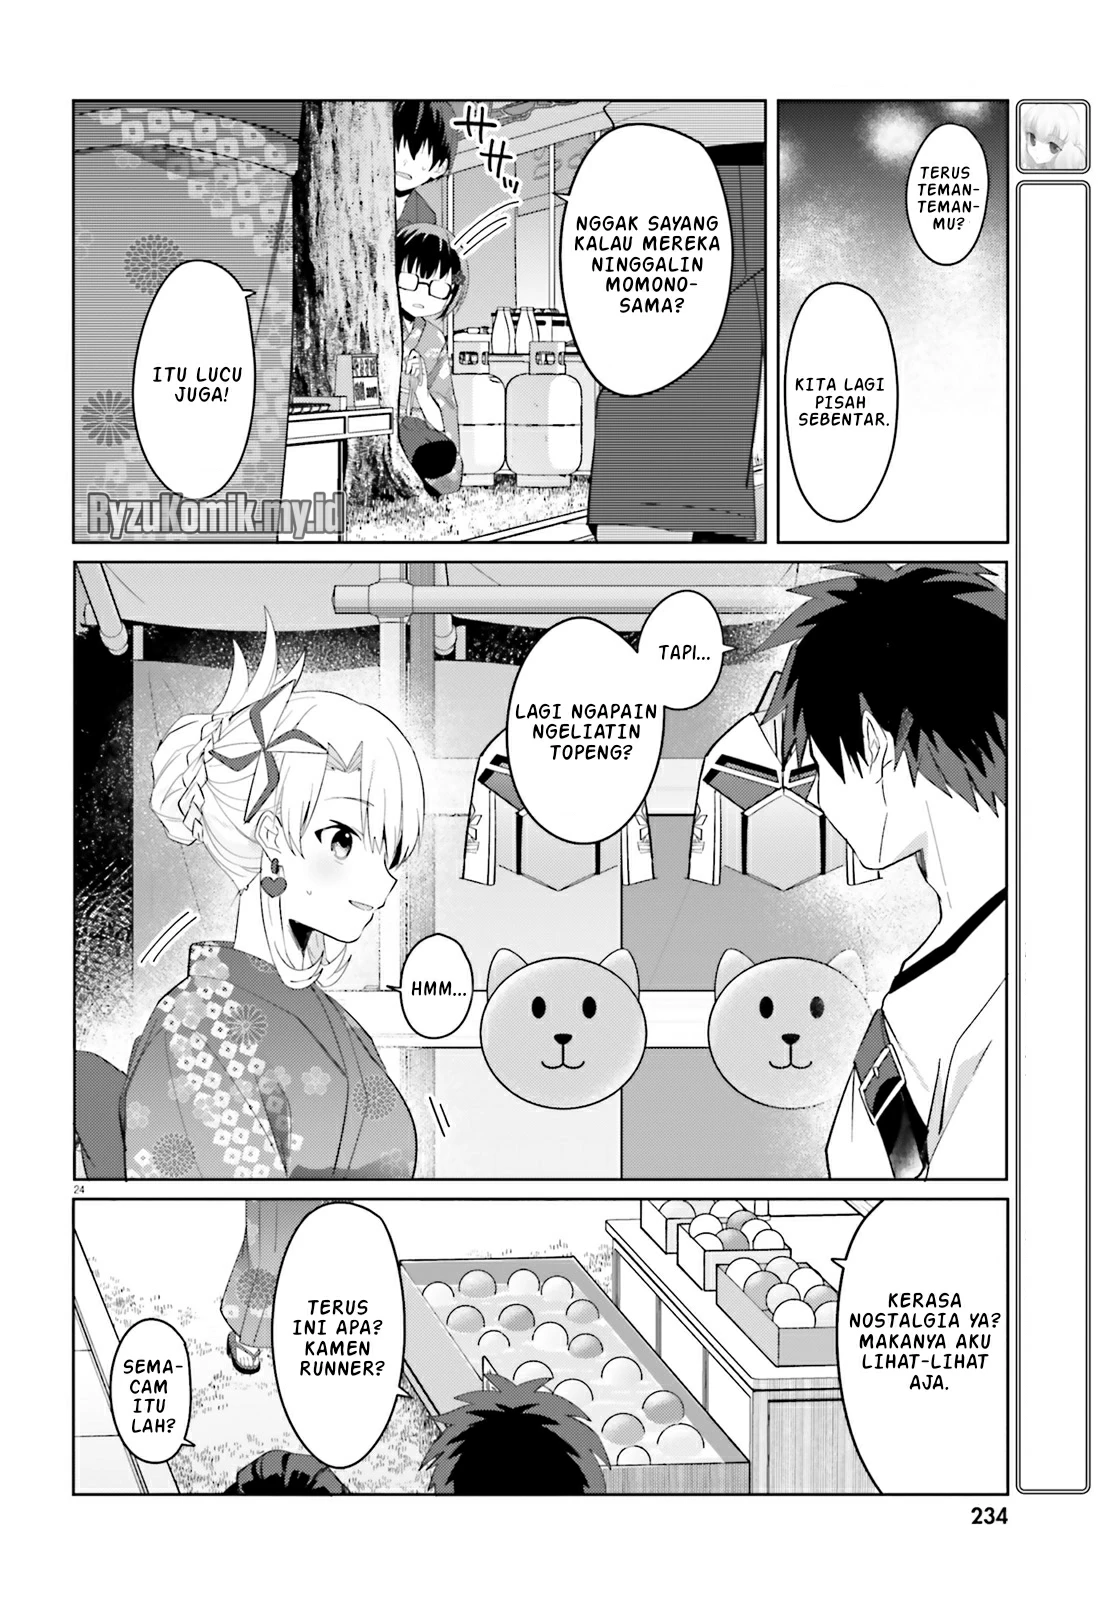 TERUS
TEMAN-
TEMAN-
MU?
KITA LAGI
PISAH
SEBENTAR.
NGGAK SAYANG
KALAU MEREKA
NINGGALIN
MOMONO-
SAMA?
ITU LUCU
JUGA!
RyzuKomik.my.id
TAPI...
LAGI NGAPAIN
NGELIATIN
TOPENG?
HMM...
24
KERASA
NOSTALGIA YA?
MAKANYA AKU
LIHAT-LIHAT
AJA.
TERUS
INI APA?
KAMEN
RUNNER?
SEMA-
CAM
ITU
LAH?
234